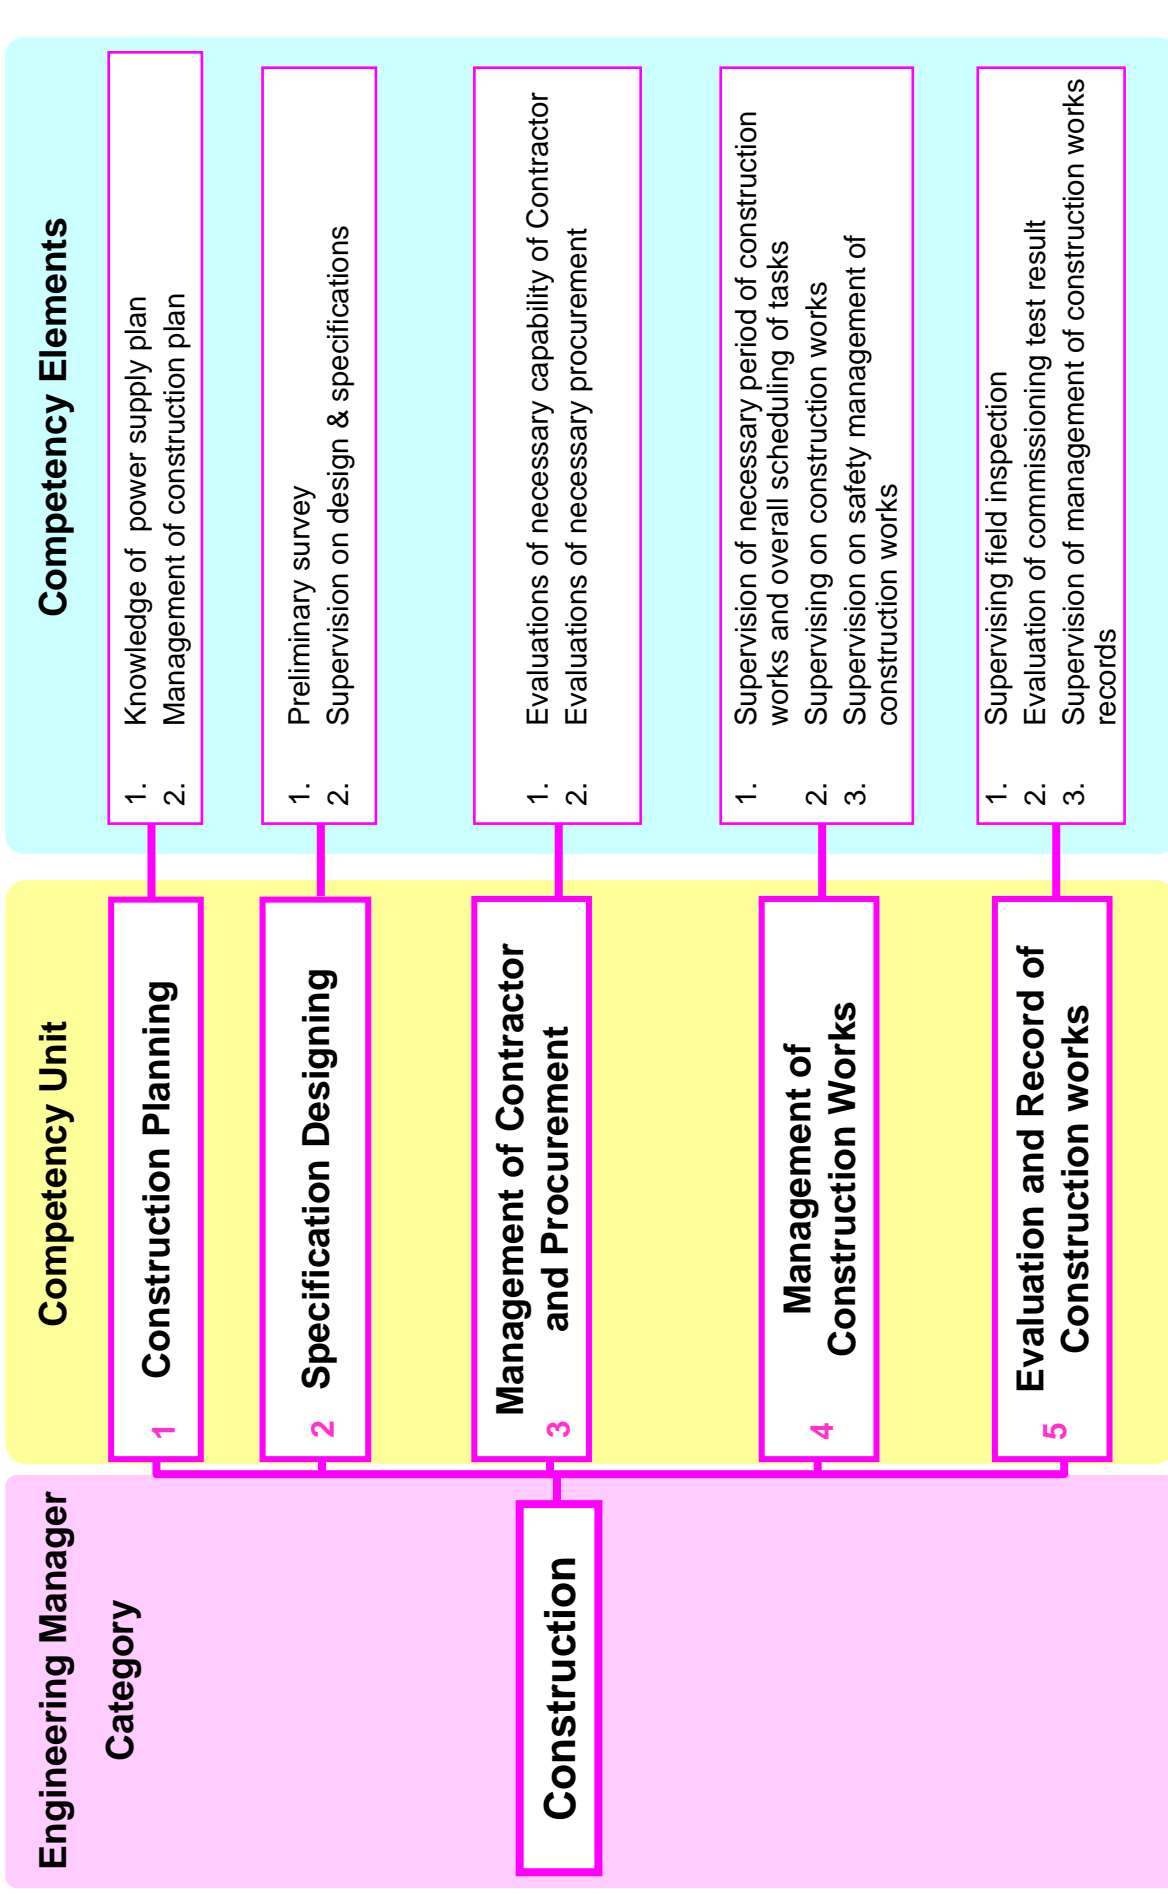 Engineering Manager
Category
Construction
Competency Unit
1 Construction Planning
2 Specification Designing
Management of Contractor
3 and Procurement
Management of
4 Construction Works
Evaluation and Record of
5 Construction works
Competency Elements
1. Knowledge of power supply plan
2. Management of construction plan
1. Preliminary survey
2. Supervision on design & specifications
1. Evaluations of necessary capability of Contractor
2. Evaluations of necessary procurement
1. Supervision of necessary period of construction
works and overall scheduling of tasks
2. Supervising on construction works
3. Supervision on safety management of
construction works
1. Supervising field inspection
2. Evaluation of commissioning test result
3. Supervision of management of construction works
records